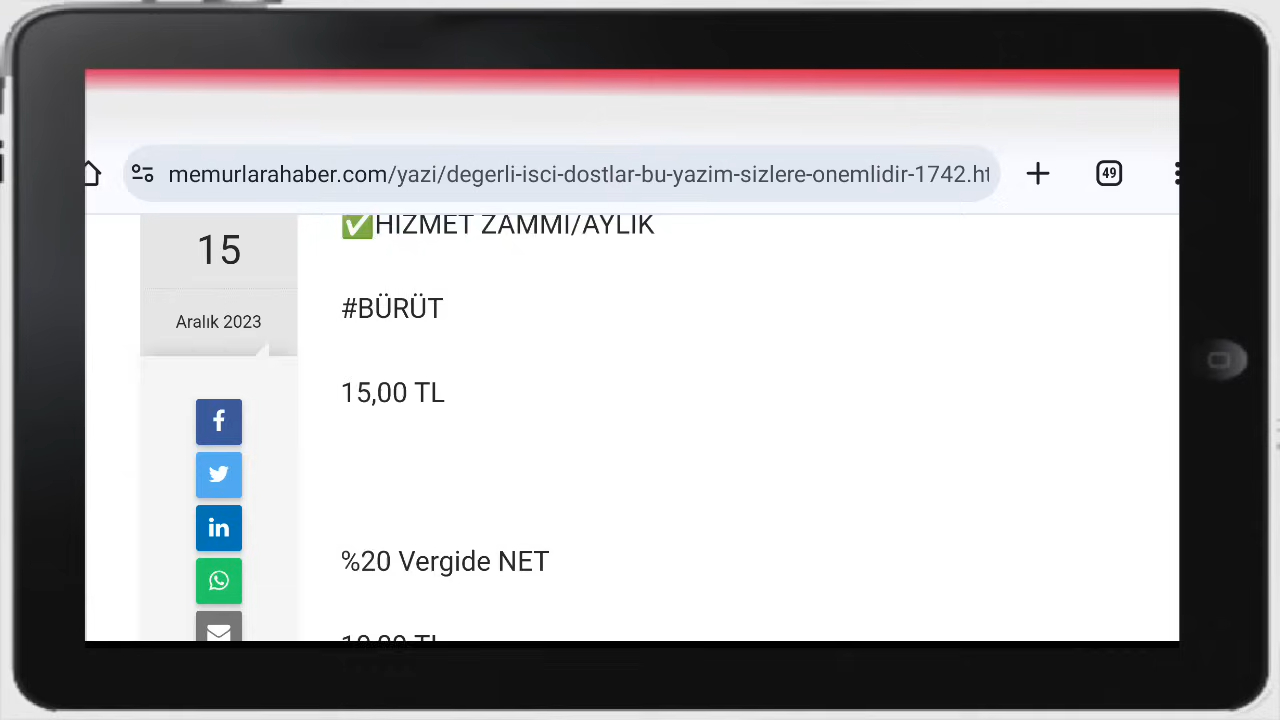 memurlarahaber.com/yazi/degerli-isci-dostlar-bu-yazim-sizlere-onemlidir-1742.ht
49
15
Aralık 2023
✅HİZMET ZAMMI/AYLIK
#BÜRÜT
15,00 TL
%20 Vergide NET